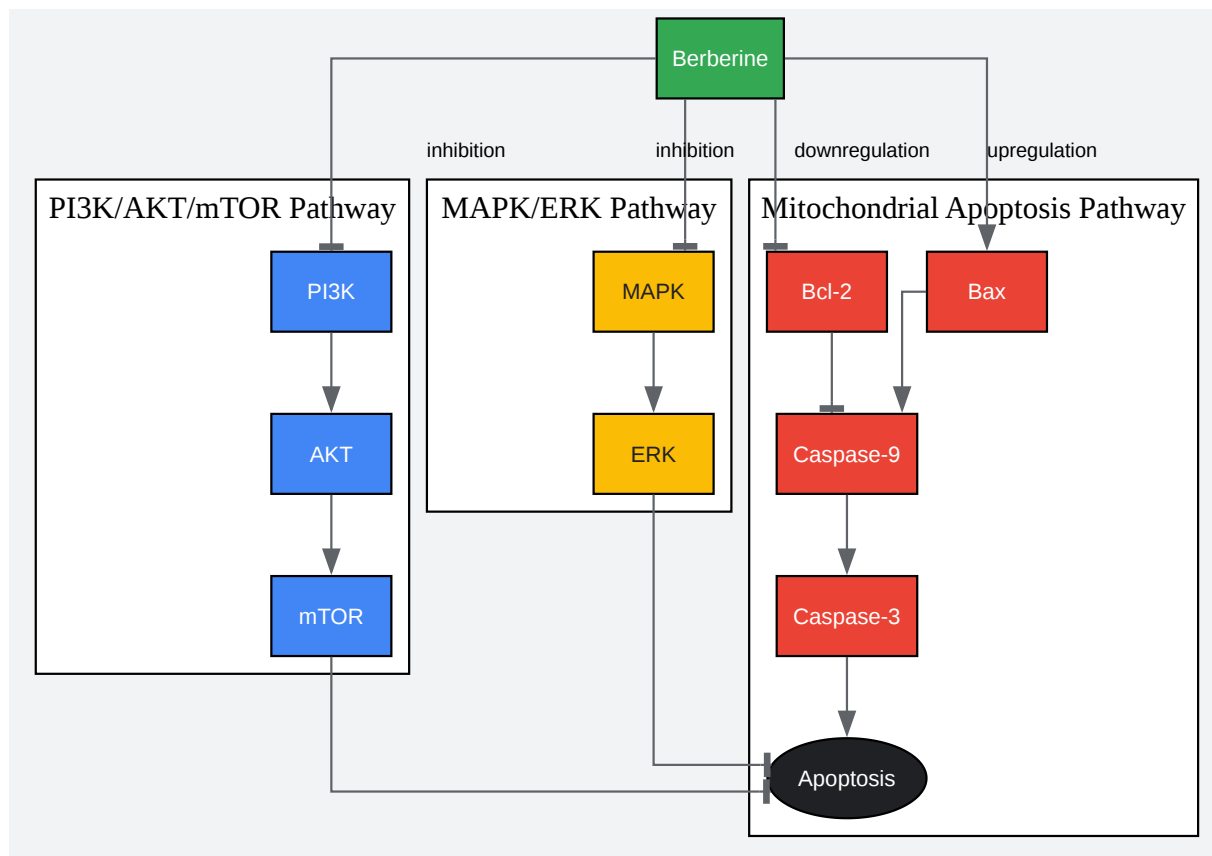 Berberine
inhibition
inhibition
downregulation
upregulation
PI3K/AKT/mTOR Pathway
MAPK/ERK Pathway
Mitochondrial Apoptosis Pathway
PI3K
MAPK
Bcl-2
Bax
AKT
ERK
Caspase-9
mTOR
Caspase-3
Apoptosis